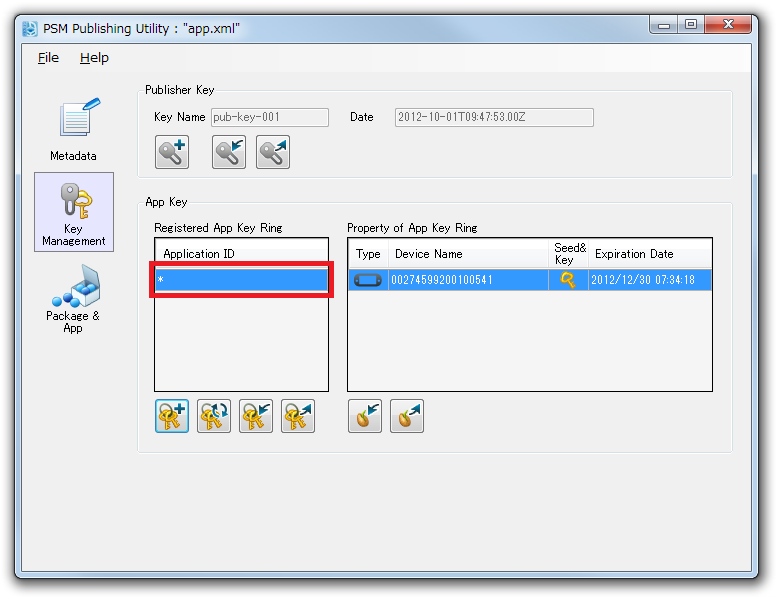 PSM Publishing Utility : "app.xml"
File Help
Publisher Key
Key Name pub-key-001 Date 2012-10-01T09:47:53.00Z
Metadata
Key
Management
Package &
App
App Key
Registered App Key Ring
Application ID
*
Property of App Key Ring
Type Device Name Seed&
Key Expiration Date
00274599200100541 2012/12/30 07:34:18